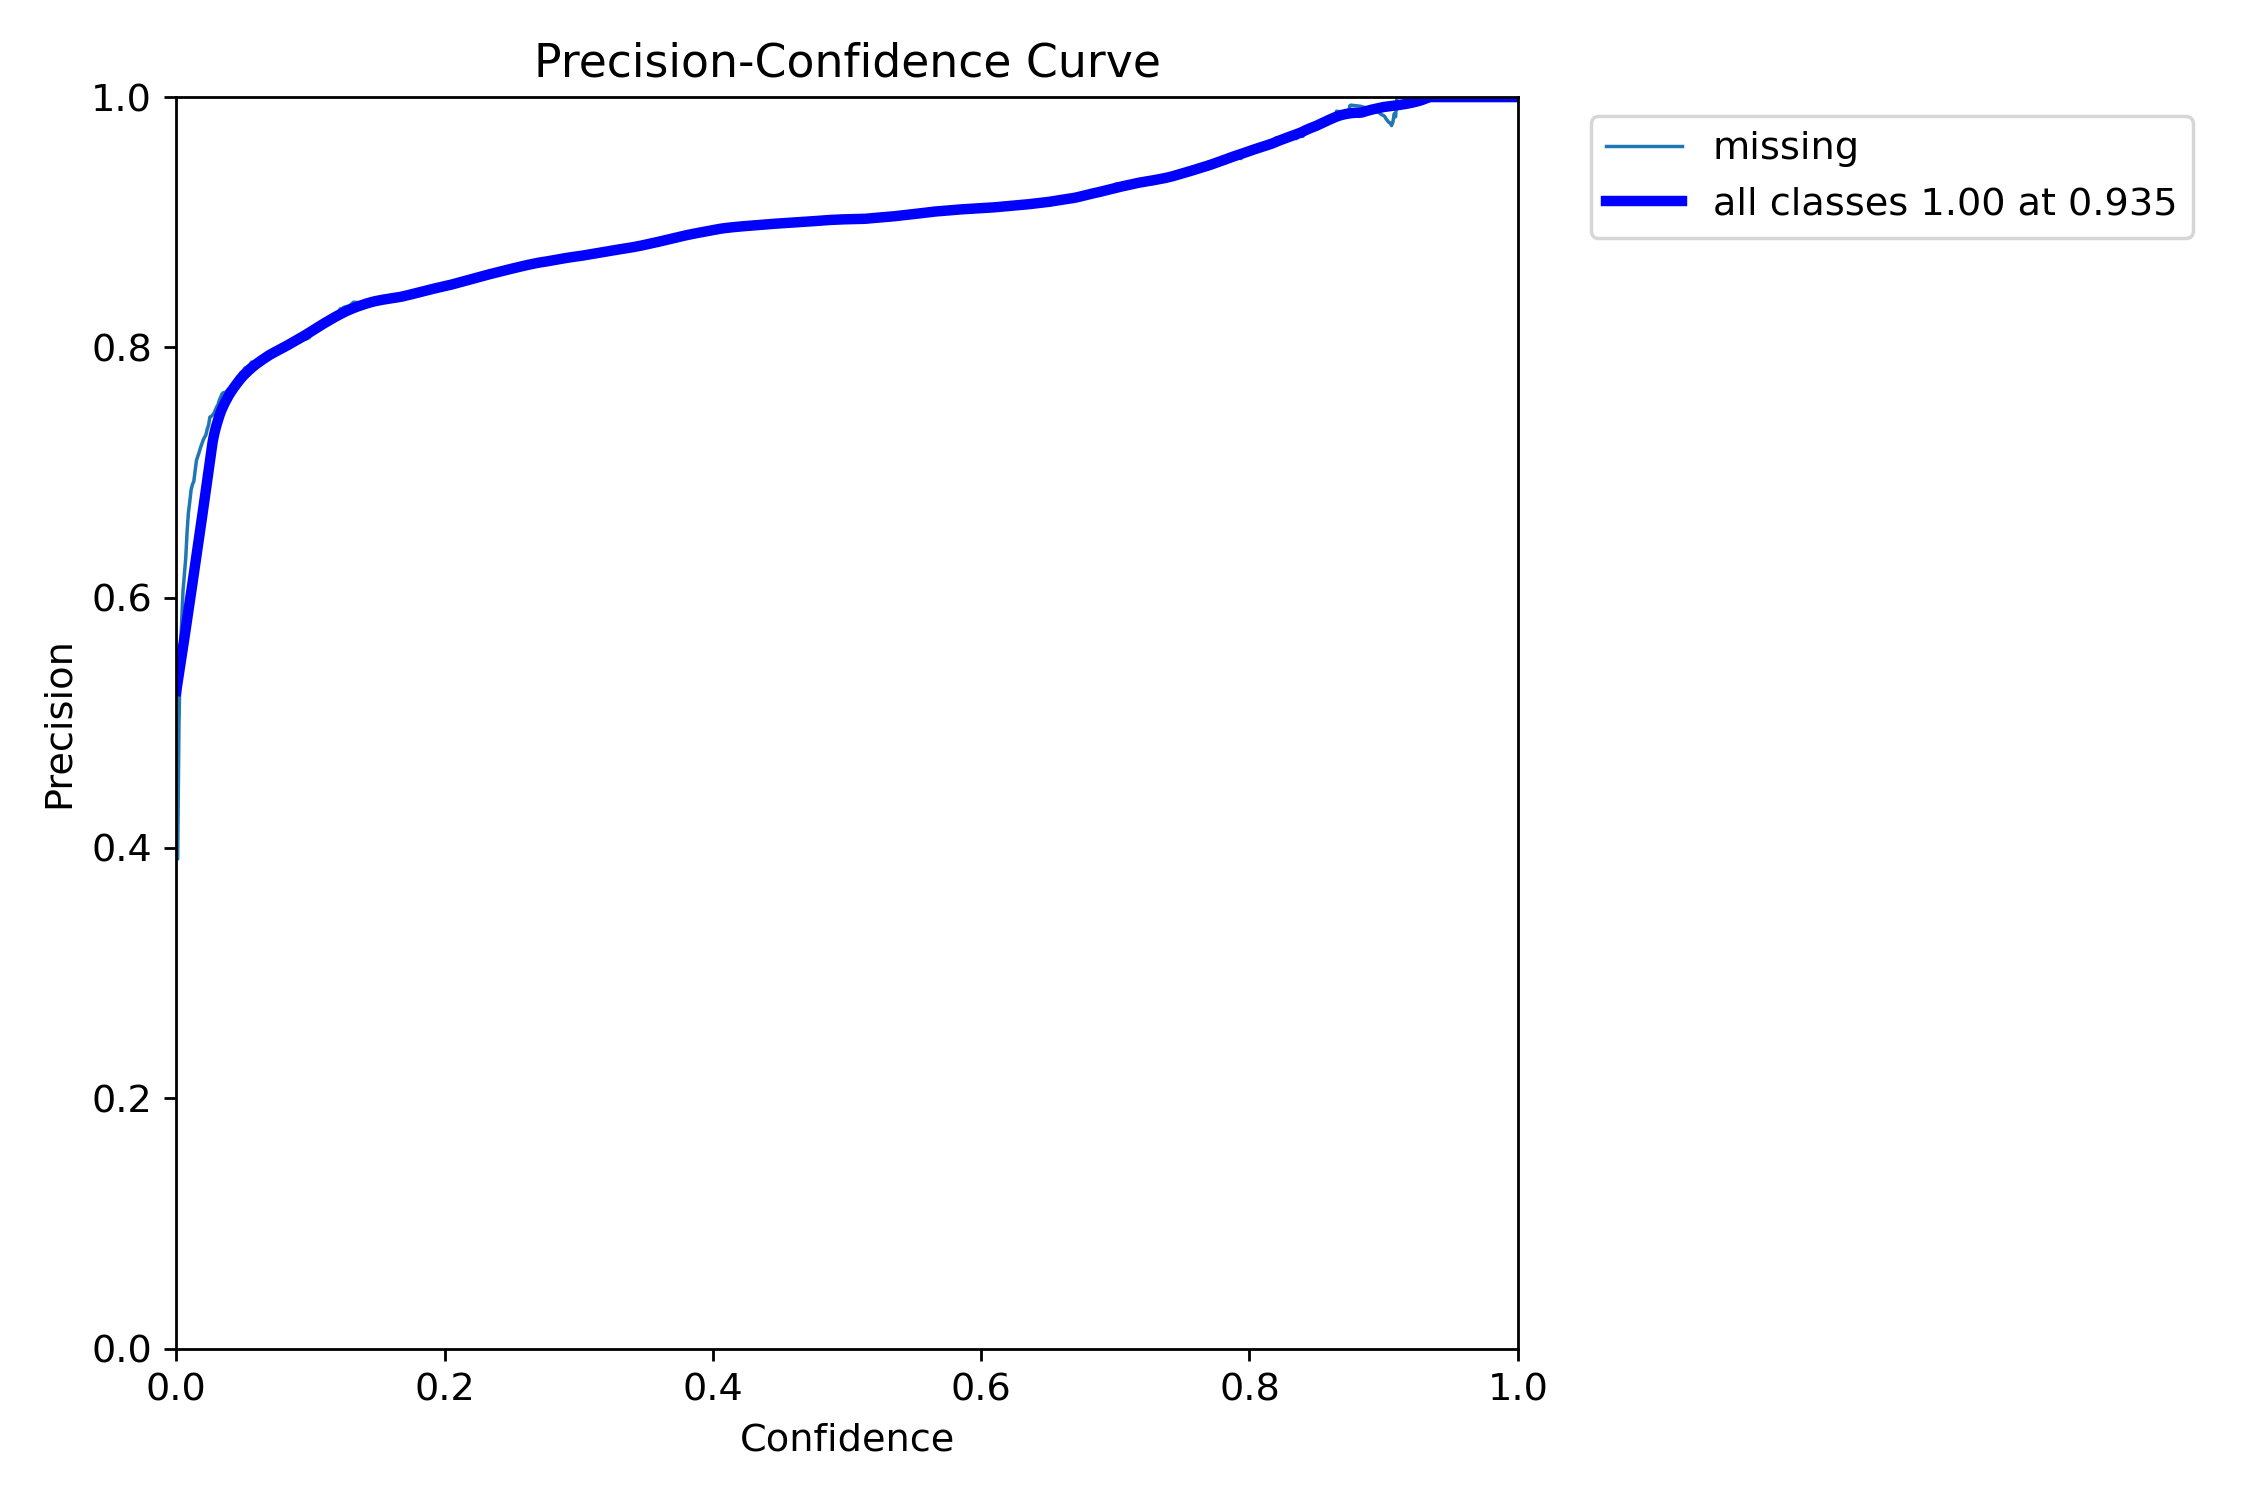 Precision-Confidence Curve
1.0
0.8
0.6
0.4
0.2
0.0
Precision
0.0 0.2 0.4 0.6 0.8 1.0
Confidence
missing
all classes 1.00 at 0.935